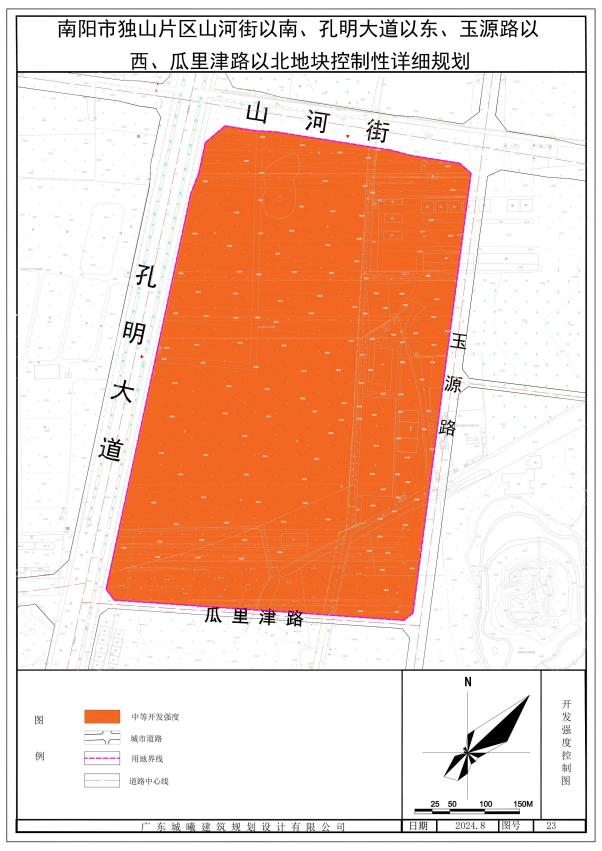 南阳市独山片区山河街以南、孔明大道以东、玉源路以
西、瓜里津路以北地块控制性详细规划
山河街
孔明大道
玉源路
瓜里津路
图例
中等开发强度
城市道路
用地界线
道路中心线
N
25 50 100 150M
开发强度控制图
广东城曦建筑规划设计有限公司
日期 2024.8 图号 23